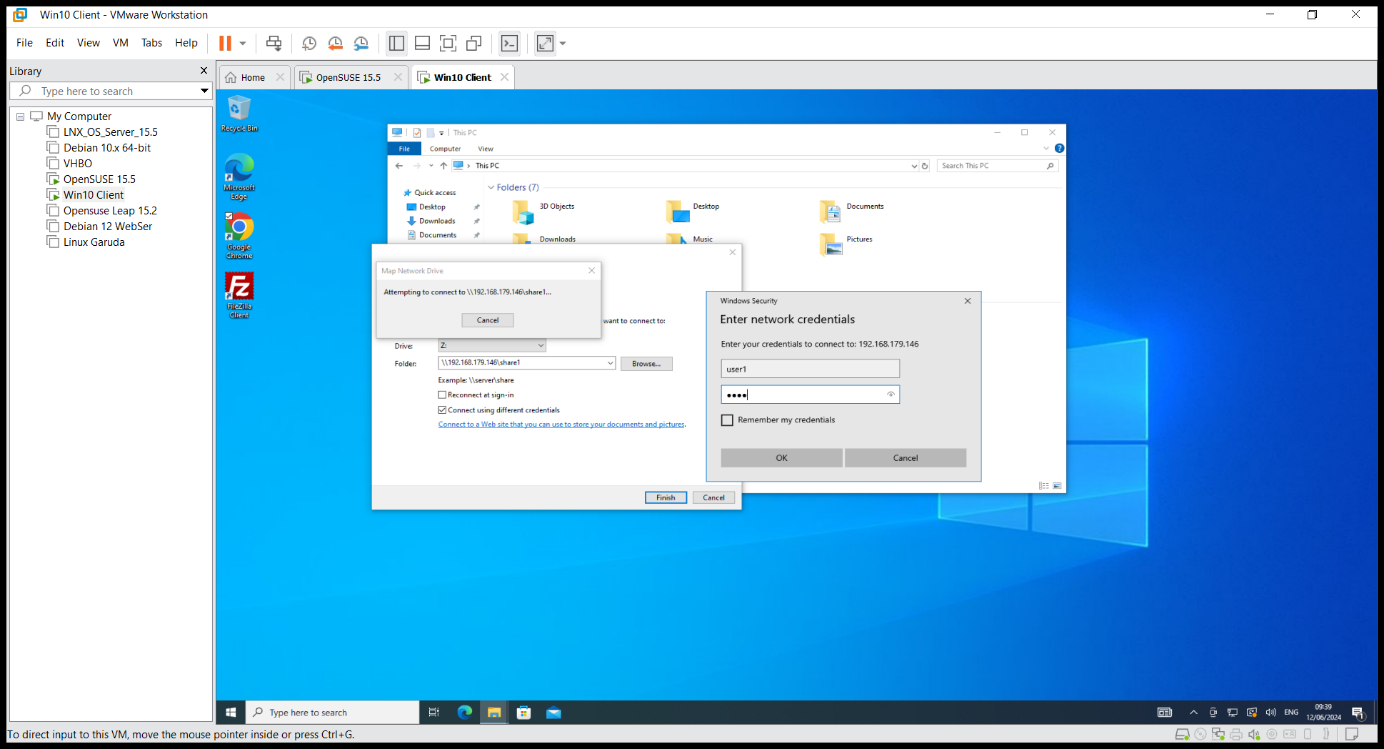 Win10 Client - VMware Workstation
File Edit View VM Tabs Help
Library
Type here to search
My Computer
LNX_OS_Server_15.5
Debian 10.x 64-bit
VHBO
OpenSUSE 15.5
Win10 Client
Opensuse Leap 15.2
Debian 12 WebSer
Linux Garuda
Home
OpenSUSE 15.5
Win10 Client
Recycle Bin
Microsoft
Edge
Google
Chrome
FileZilla
Client
This PC
File Computer View
This PC
Search This PC
Quick access
Desktop
Downloads
Documents
Folders (7)
3D Objects
Desktop
Documents
Downloads
Music
Pictures
Map Network Drive
Attempting to connect to \\192.168.179.146\share1...
Cancel
want to connect to:
Drive: Z:
Folder: \\192.168.179.146\share1 Browse...
Example: \\server\share
Reconnect at sign-in
Connect using different credentials
Connect to a Web site that you can use to store your documents and pictures.
Finish Cancel
Windows Security
Enter network credentials
Enter your credentials to connect to: 192.168.179.146
user1
••••
Remember my credentials
OK Cancel
Type here to search
ENG
09:39
12/06/2024
To direct input to this VM, move the mouse pointer inside or press Ctrl+G.